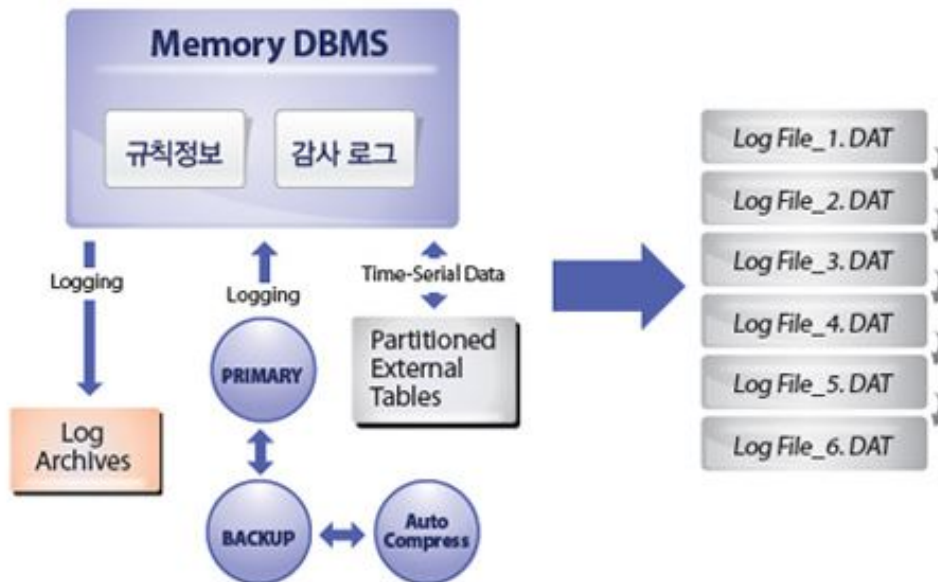 Memory DBMS
규칙정보
감사 로그
Logging
Logging
Time-Serial Data
PRIMARY
Partitioned
External
Tables
Log
Archives
BACKUP
Auto
Compress
Log File_1. DAT
Log File_2. DAT
Log File_3. DAT
Log File_4. DAT
Log File_5. DAT
Log File_6. DAT